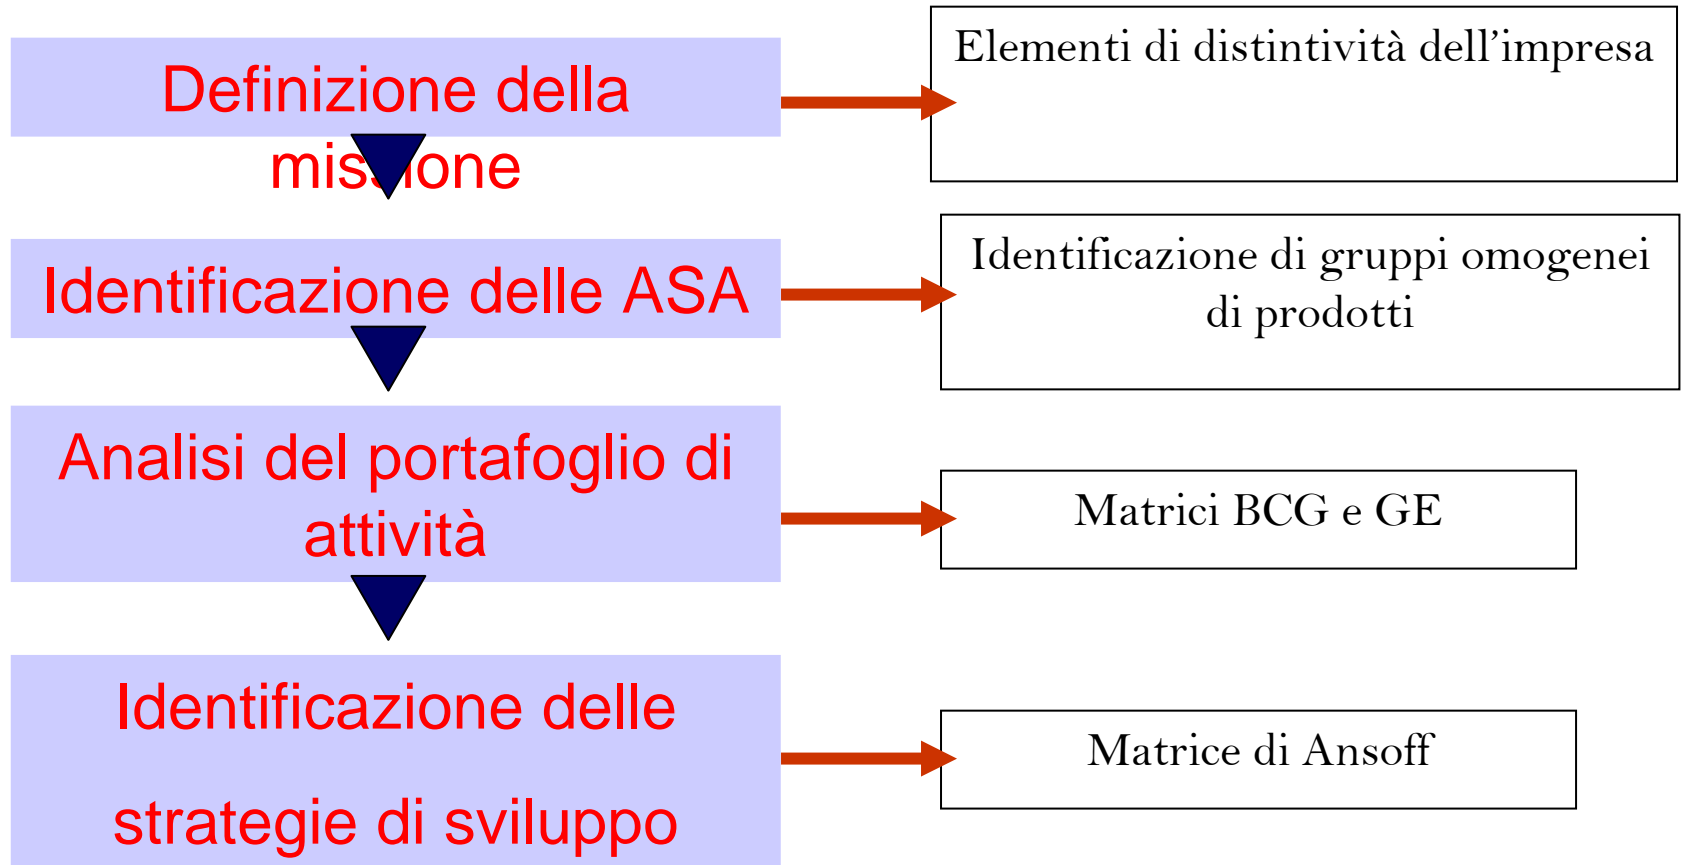 Definizione della
missione
Elementi di distintività dell’impresa
Identificazione delle ASA
Identificazione di gruppi omogenei
di prodotti
Analisi del portafoglio di
attività
Matrici BCG e GE
Identificazione delle
strategie di sviluppo
Matrice di Ansoff